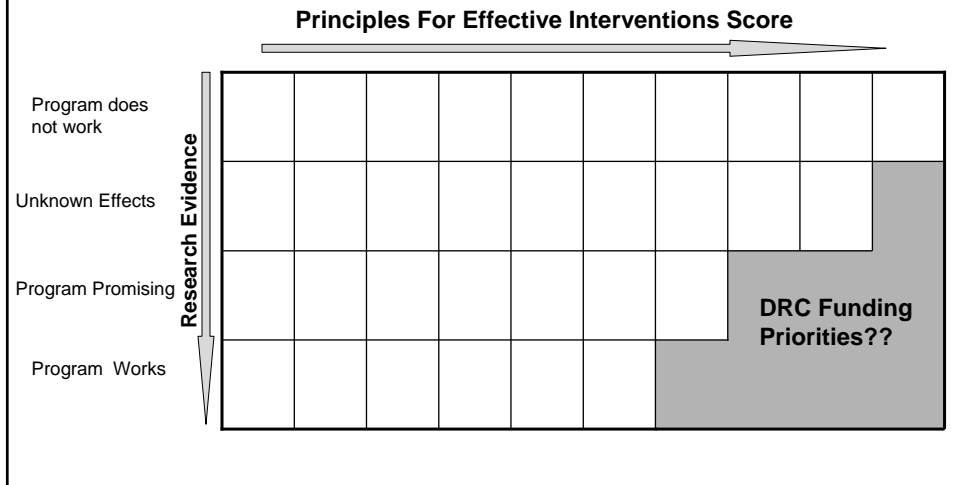 Principles For Effective Interventions Score
Program does
not work
Research Evidence
Unknown Effects
Program Promising
Program Works
DRC Funding
Priorities??